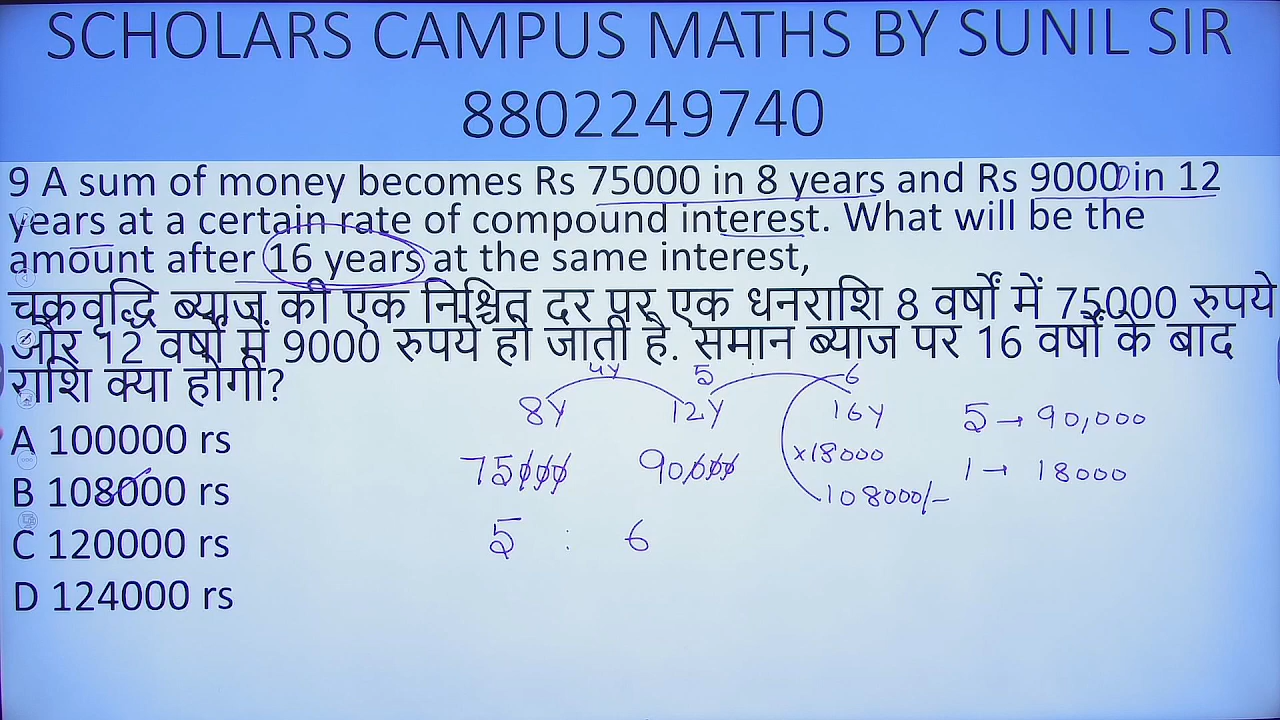 SCHOLARS CAMPUS MATHS BY SUNIL SIR
8802249740
9 A sum of money becomes Rs 75000 in 8 years and Rs 90000 in 12
years at a certain rate of compound interest. What will be the
amount after 16 years at the same interest,
चक्रवृद्धि ब्याज की एक निश्चित दर पर एक धनराशि 8 वर्षों में 75000 रुपये
और 12 वर्षों में 9000 रुपये हो जाती है. समान ब्याज पर 16 वर्षों के बाद
राशि क्या होगी?
4Y 5 : 6
8Y 12Y 16Y 5 → 90,000
A 100000 rs
75000 90,000 x18000 1 → 18000
B 108000 rs
108000/-
C 120000 rs
5 : 6
D 124000 rs